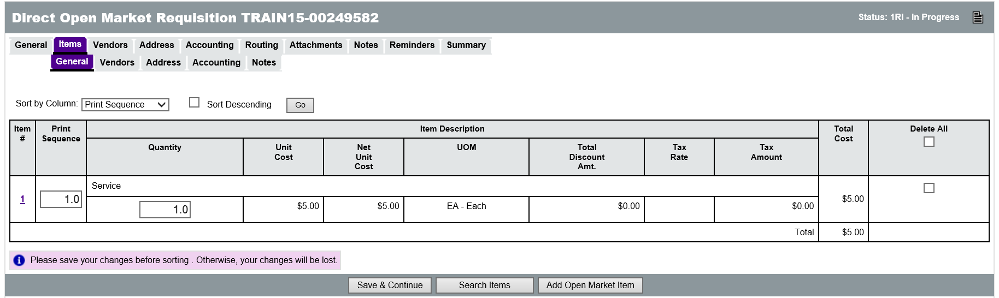 Direct Open Market Requisition TRAIN15-00249582
Status: 1RI - In Progress
General Items Vendors Address Accounting Routing Attachments Notes Reminders Summary
General Vendors Address Accounting Notes
Sort by Column: Print Sequence Sort Descending Go
Item # Print Sequence Item Description Total Cost Delete All
Quantity Unit Cost Net Unit Cost UOM Total Discount Amt. Tax Rate Tax Amount
Service
1 1.0 1.0 $5.00 $5.00 EA - Each $0.00 $0.00 $5.00
Total $5.00
Please save your changes before sorting . Otherwise, your changes will be lost.
Save & Continue Search Items Add Open Market Item